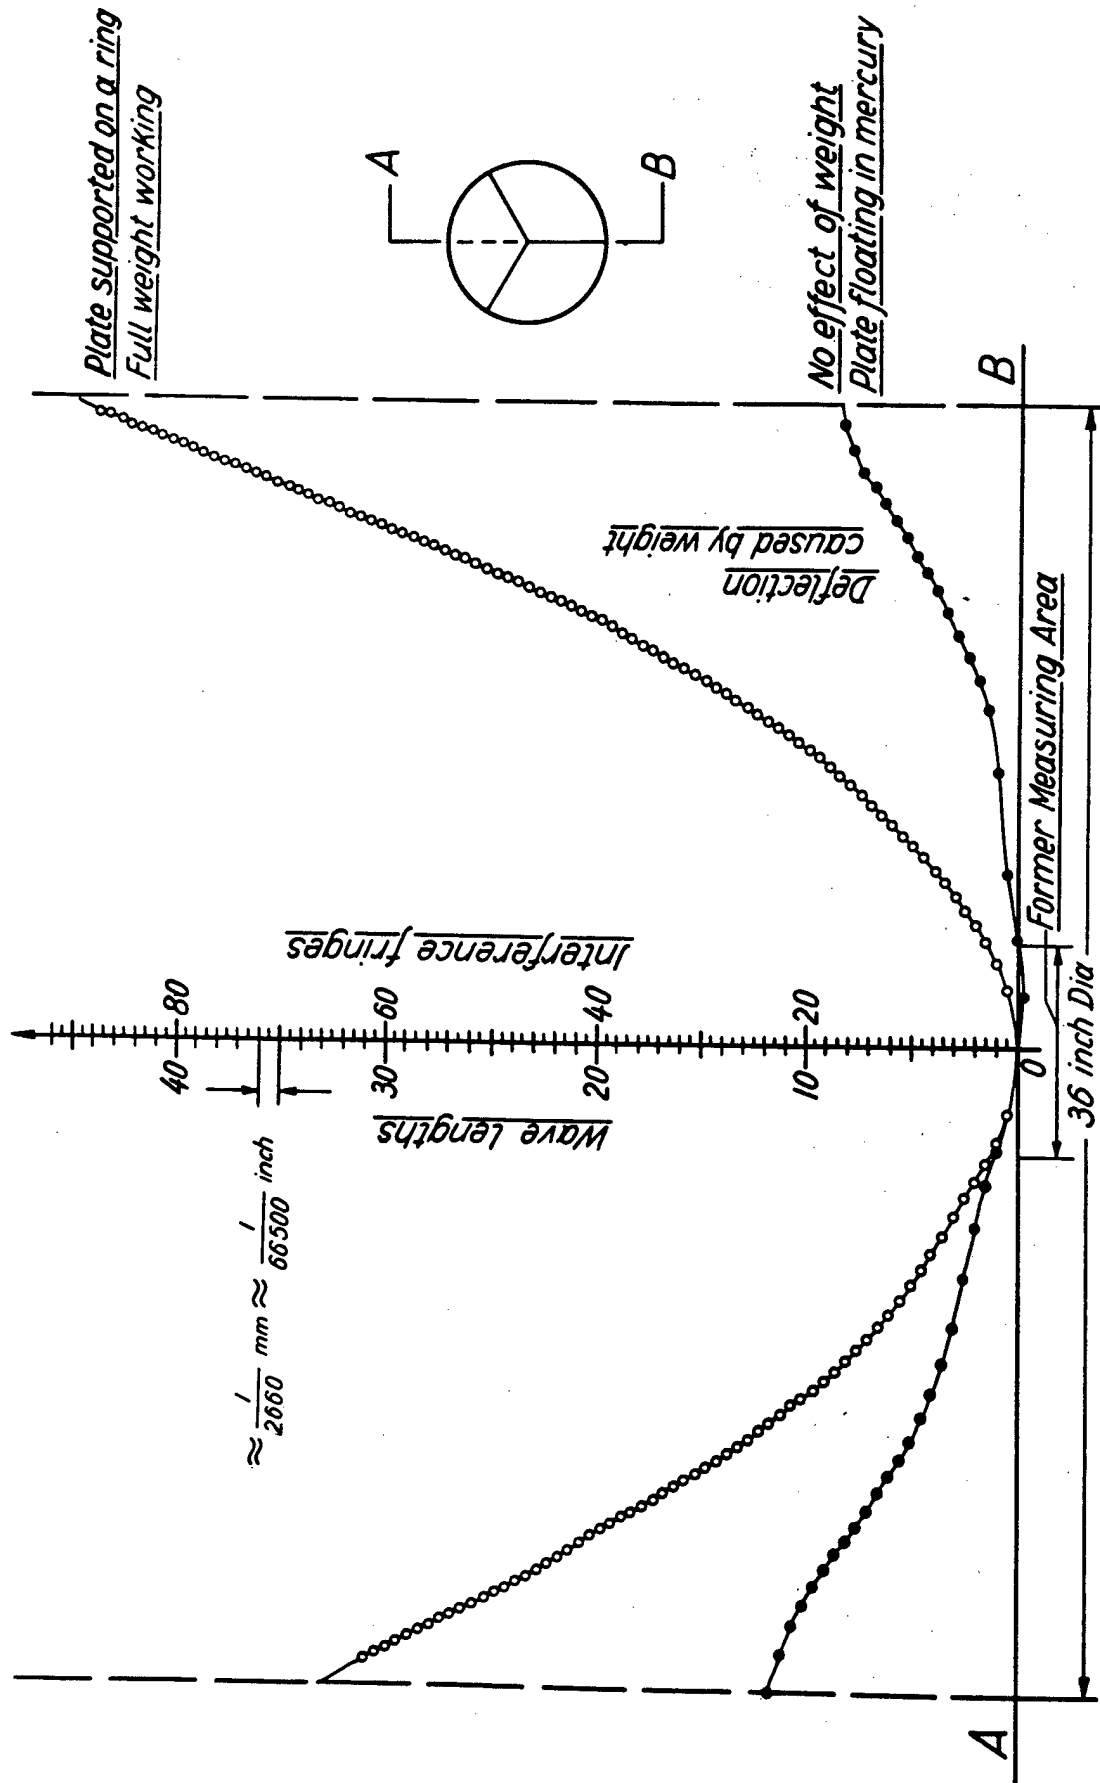 Plate supported on a ring
Full weight working
A
B
No effect of weight
Plate floating in mercury
Deflection
caused by weight
Interference fringes
Wave lengths
80
60
40
20
40
30
20
10
0
≈ 1/2660 mm ≈ 1/66500 inch
Former Measuring Area
36 inch Dia
A
B